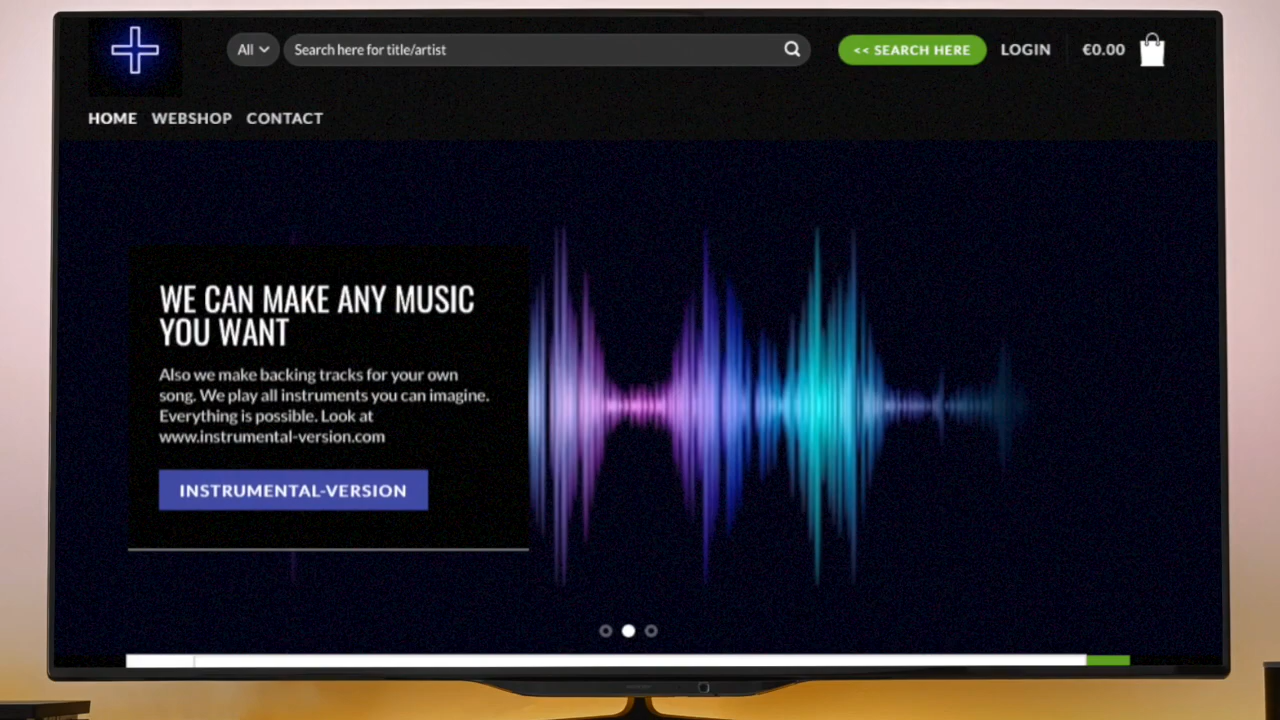 All
Search here for title/artist
<< SEARCH HERE
LOGIN
€0.00
HOME WEBSHOP CONTACT
WE CAN MAKE ANY MUSIC
YOU WANT
Also we make backing tracks for your own
song. We play all instruments you can imagine.
Everything is possible. Look at
www.instrumental-version.com
INSTRUMENTAL-VERSION